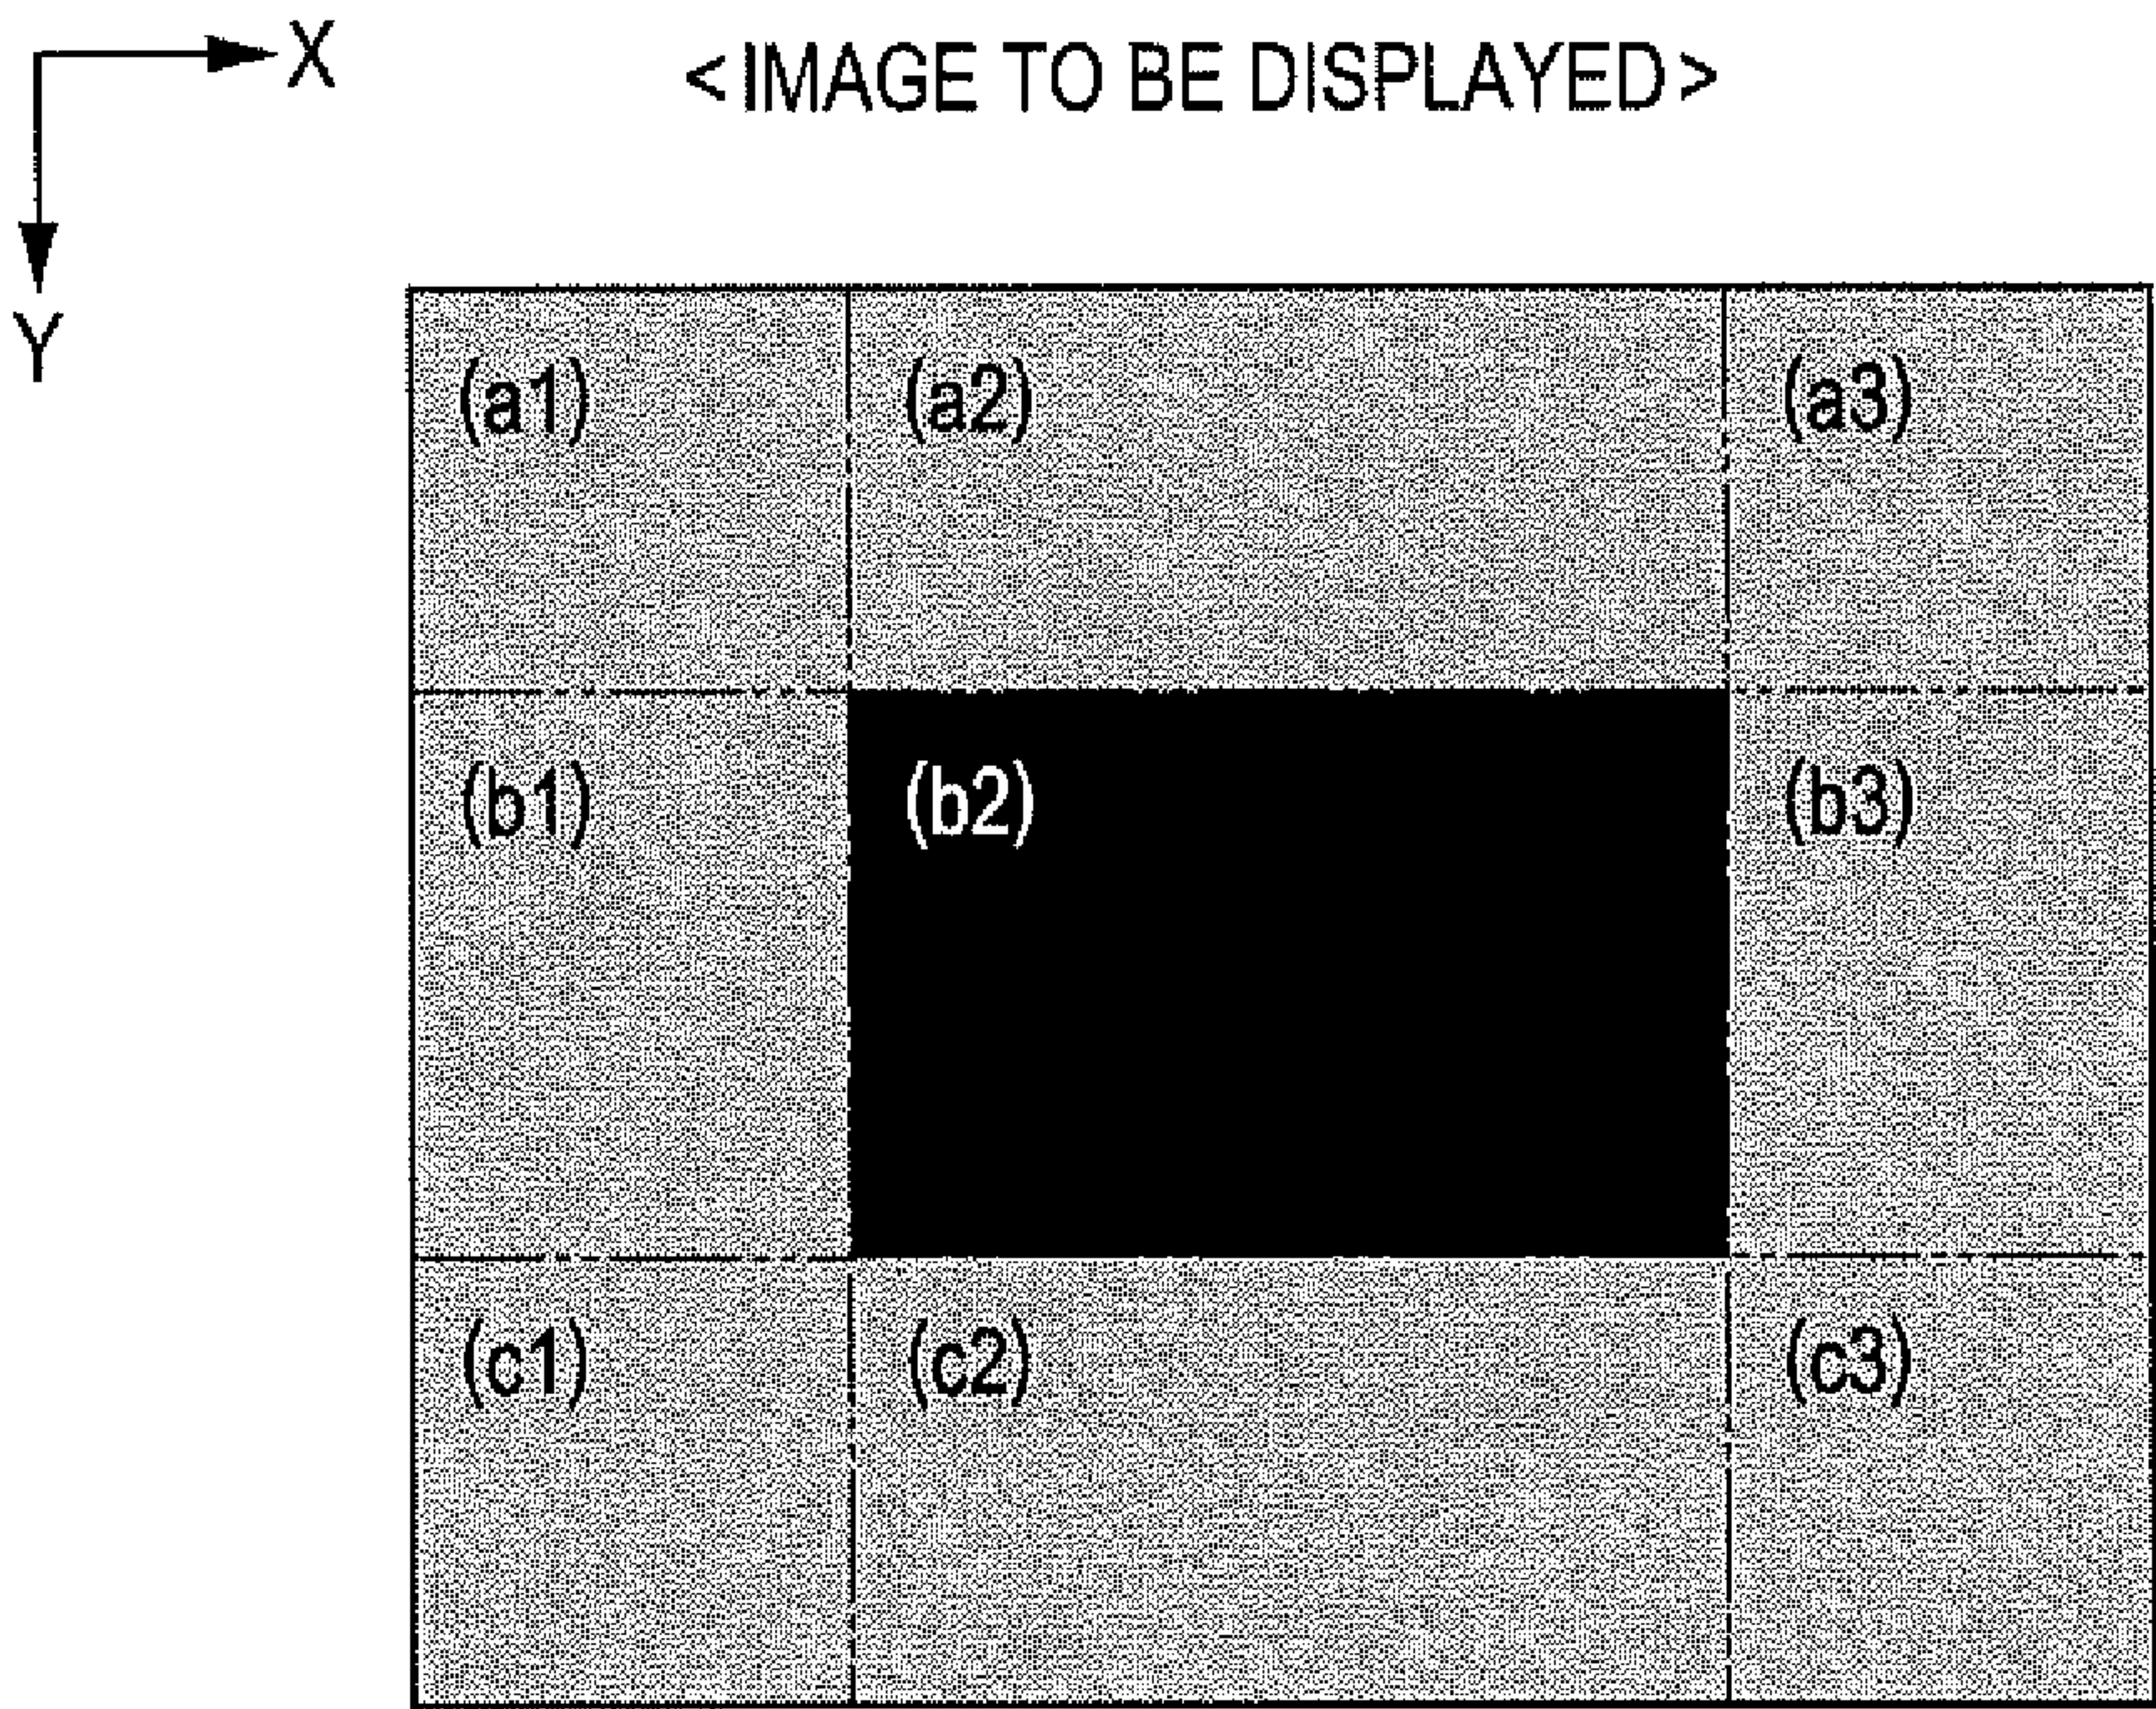 X
<IMAGE TO BE DISPLAYED>
Y
(a1) (a2) (a3)
(b1) (b2) (b3)
(c1) (c2) (c3)